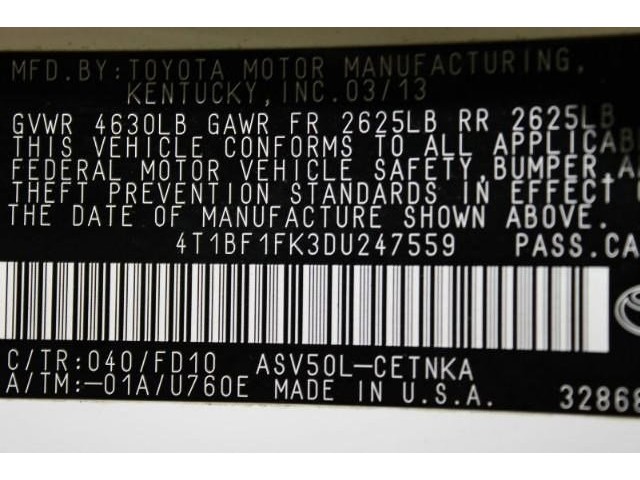 MFD. BY: TOYOTA MOTOR MANUFACTURING,
KENTUCKY, INC. 03/13
GVWR 4630LB GAWR FR 2625LB RR 2625LB
THIS VEHICLE CONFORMS TO ALL APPLICAB
FEDERAL MOTOR VEHICLE SAFETY, BUMPER, A
THEFT PREVENTION STANDARDS IN EFFECT
THE DATE OF MANUFACTURE SHOWN ABOVE.
4T1BF1FK3DU247559 PASS. CA
C/TR: 040/FD10 ASV50L-CETNKA
A/TM: -01A/U760E MADE IN U.S.A. 32868